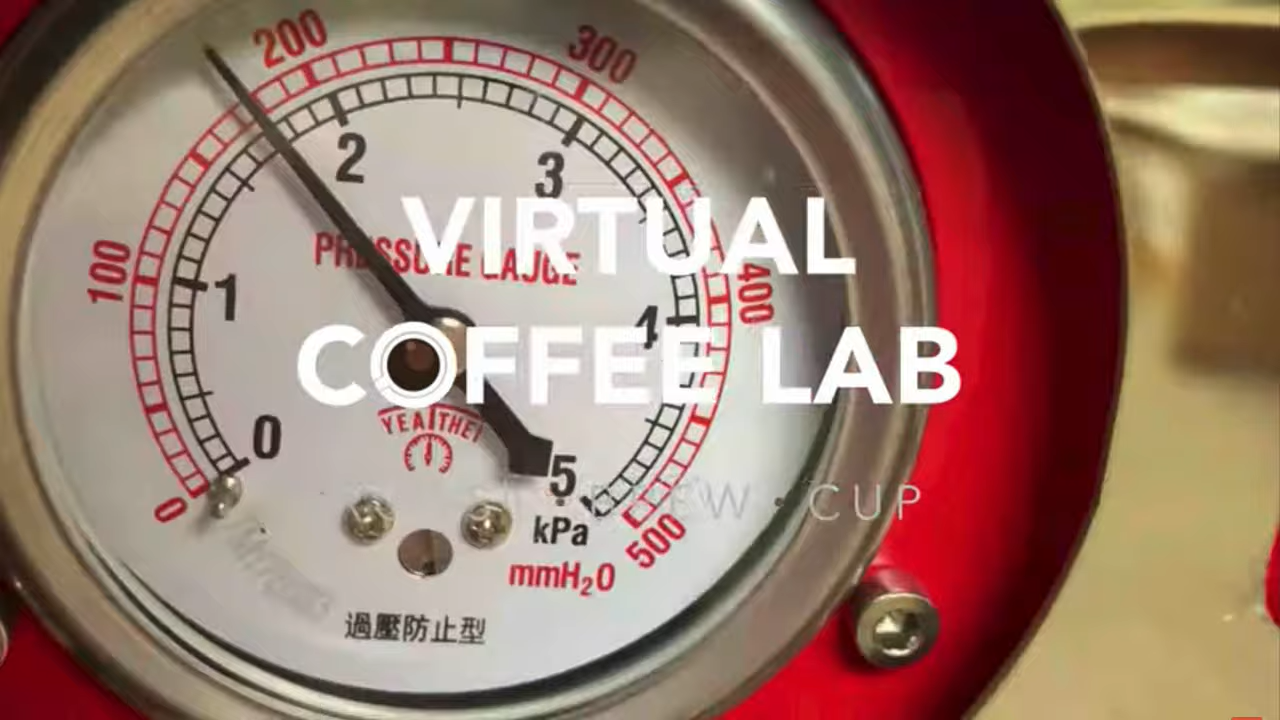 200
300
2
3
VIRTUAL
PRESSURE GAUGE
100
1
400
4
COFFEE LAB
YEA THEI
0
5
CUP
0
kPa
500
mmH₂O
過壓防止型